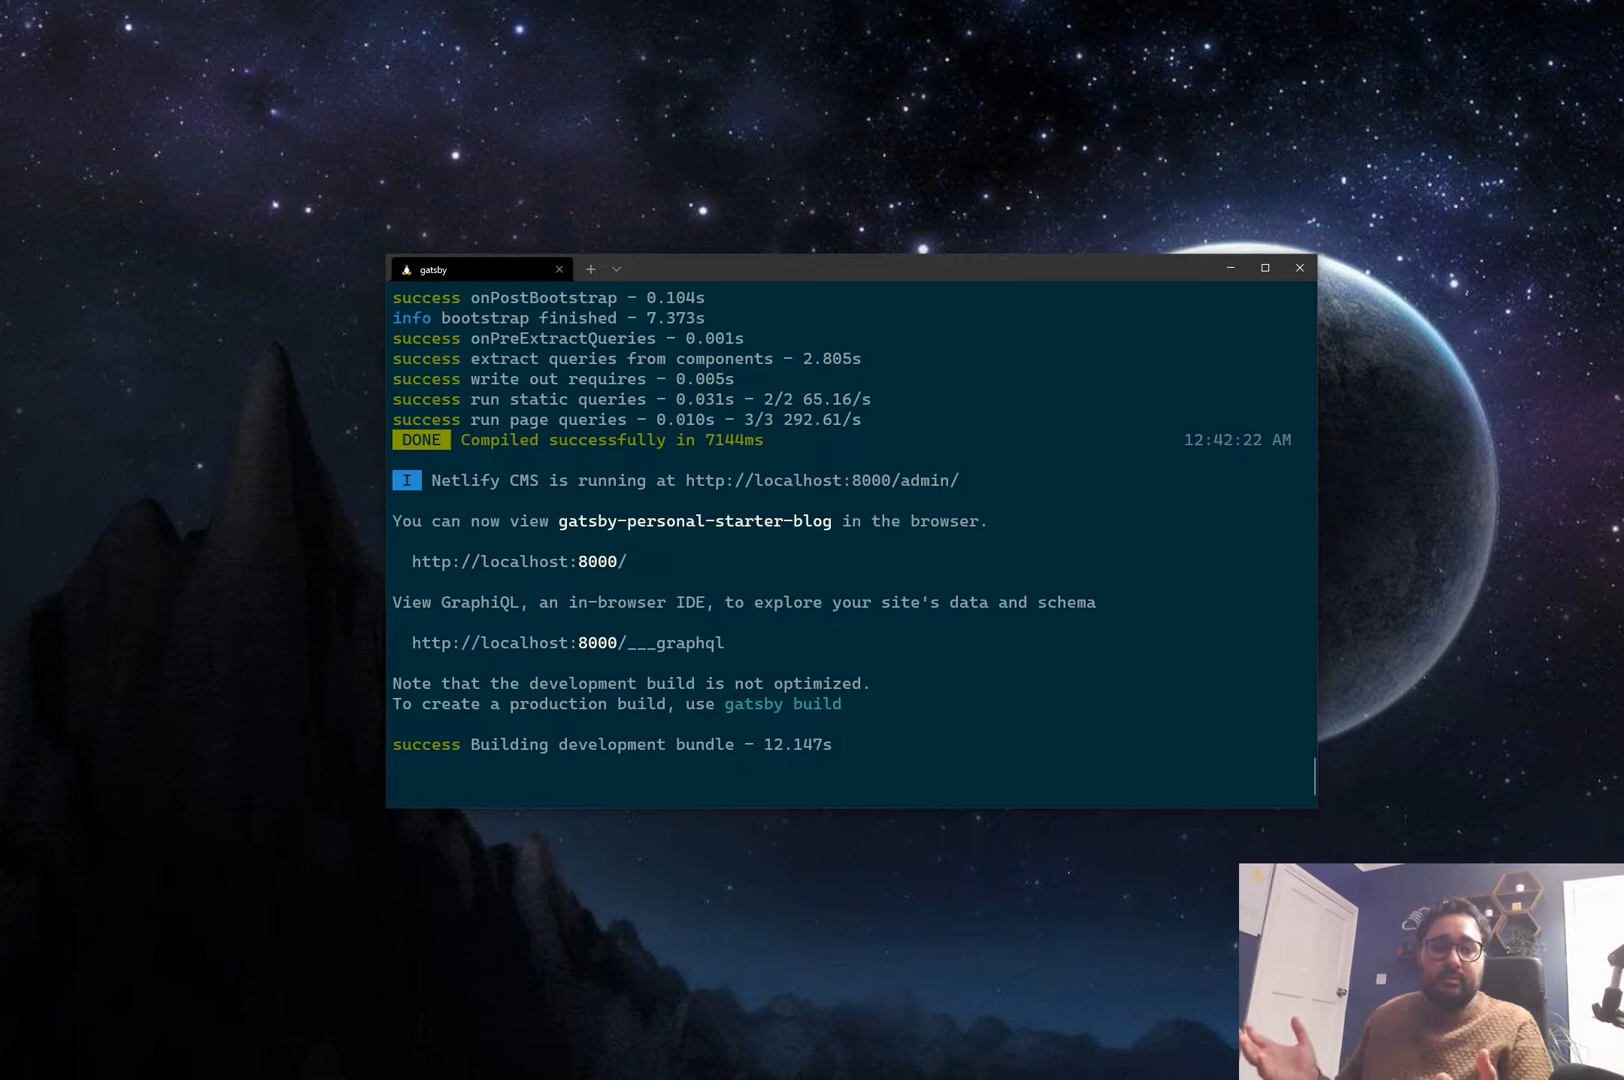 gatsby
success onPostBootstrap - 0.104s
info bootstrap finished - 7.373s
success onPreExtractQueries - 0.001s
success extract queries from components - 2.805s
success write out requires - 0.005s
success run static queries - 0.031s - 2/2 65.16/s
success run page queries - 0.010s - 3/3 292.61/s
DONE Compiled successfully in 7144ms 12:42:22 AM
I Netlify CMS is running at http://localhost:8000/admin/
You can now view gatsby-personal-starter-blog in the browser.
http://localhost:8000/
View GraphiQL, an in-browser IDE, to explore your site's data and schema
http://localhost:8000/___graphql
Note that the development build is not optimized.
To create a production build, use gatsby build
success Building development bundle - 12.147s